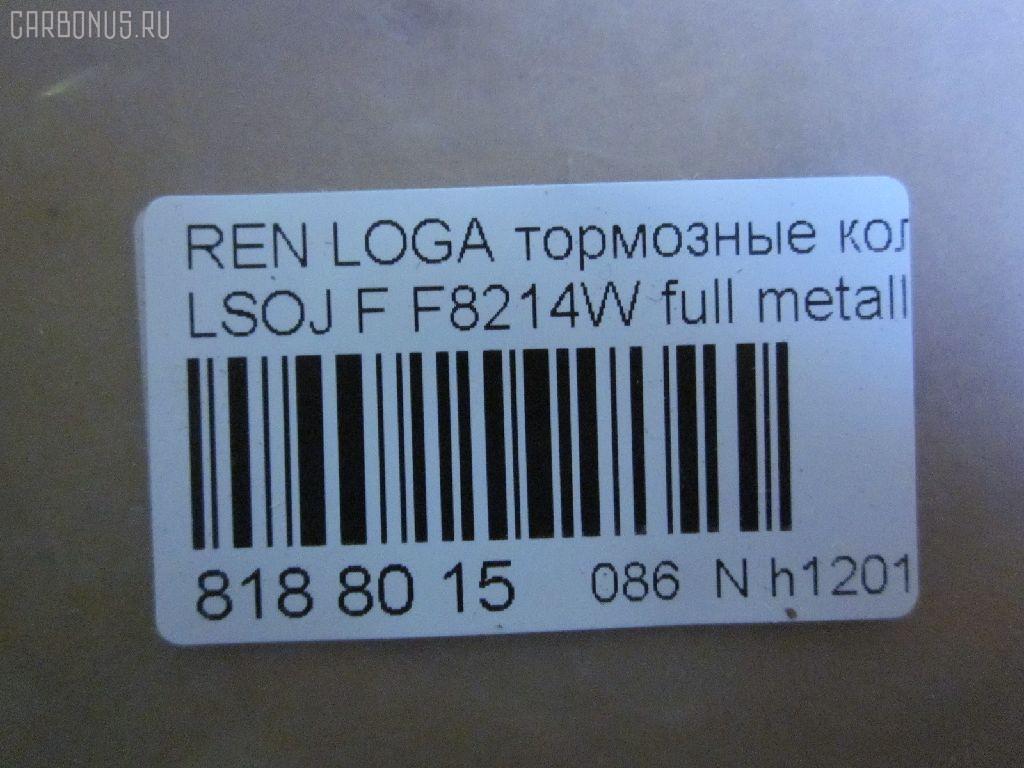 CARBONUS.RU
REN LOGA тормозные кол
LSOJ F F8214W full metall
818 80 15 086 N h1201